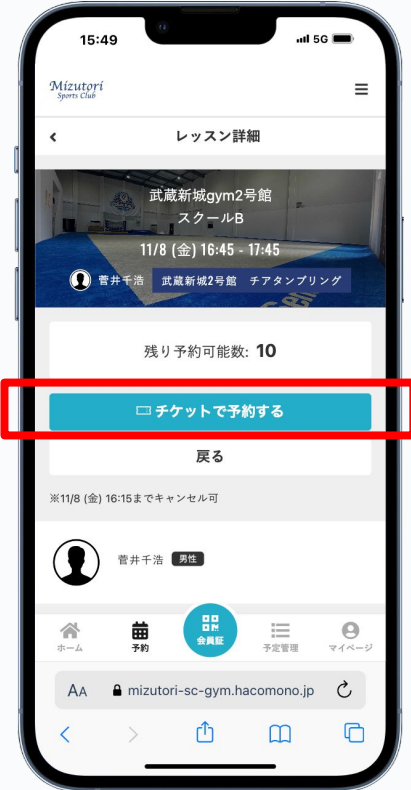 15:49
5G
Mizutori
Sports Club
レッスン詳細
武蔵新城gym2号館
スクールB
11/8 (金) 16:45 - 17:45
菅井千浩 武蔵新城2号館 チアタンブリング
残り予約可能数: 10
チケットで予約する
戻る
※11/8 (金) 16:15までキャンセル可
菅井千浩 男性
ホーム
予約
会員証
予定管理
マイページ
AA mizutori-sc-gym.hacomono.jp